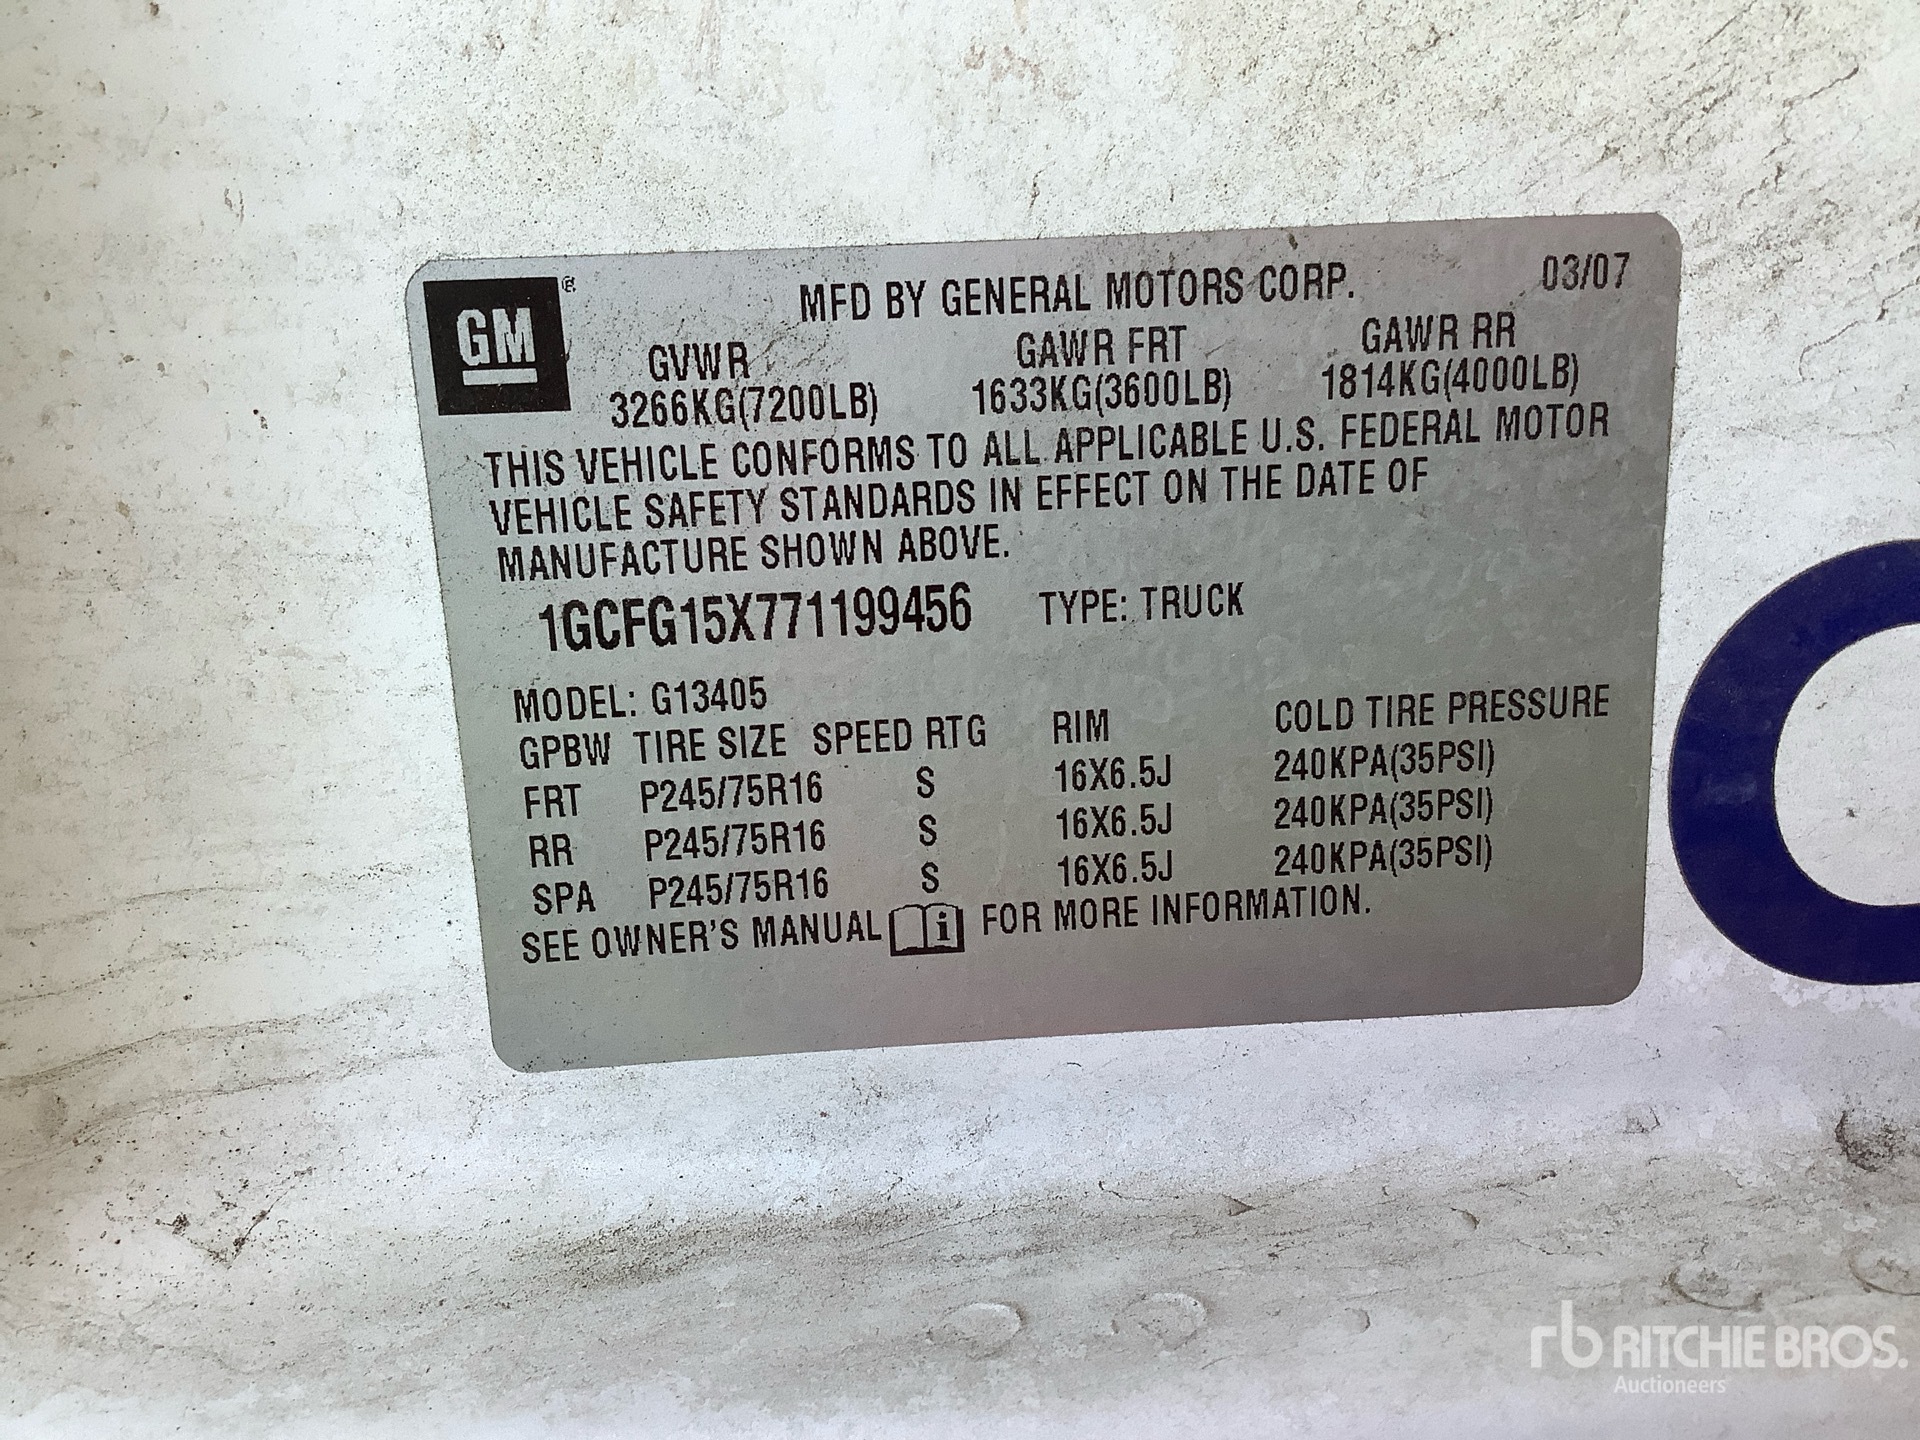 GM ® MFD BY GENERAL MOTORS CORP. 03/07
GVWR GAWR FRT GAWR RR
3266KG(7200LB) 1633KG(3600LB) 1814KG(4000LB)
THIS VEHICLE CONFORMS TO ALL APPLICABLE U.S. FEDERAL MOTOR
VEHICLE SAFETY STANDARDS IN EFFECT ON THE DATE OF
MANUFACTURE SHOWN ABOVE.
1GCFG15X771199456 TYPE: TRUCK
MODEL: G13405
GPBW TIRE SIZE SPEED RTG RIM COLD TIRE PRESSURE
FRT P245/75R16 S 16X6.5J 240KPA(35PSI)
RR P245/75R16 S 16X6.5J 240KPA(35PSI)
SPA P245/75R16 S 16X6.5J 240KPA(35PSI)
SEE OWNER'S MANUAL i FOR MORE INFORMATION.
rb RITCHIE BROS.
Auctioneers